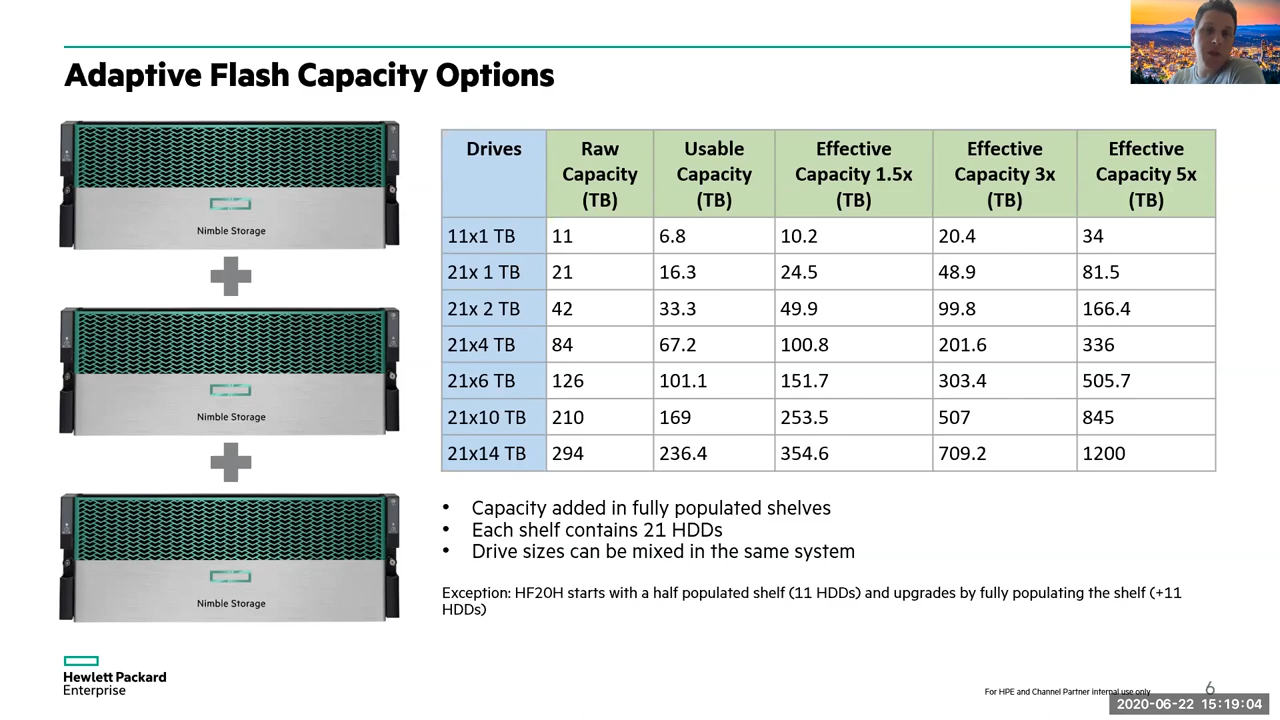 Adaptive Flash Capacity Options
Nimble Storage
Nimble Storage
Nimble Storage
Drives Raw Capacity (TB) Usable Capacity (TB) Effective Capacity 1.5x (TB) Effective Capacity 3x (TB) Effective Capacity 5x (TB)
11x1 TB 11 6.8 10.2 20.4 34
21x 1 TB 21 16.3 24.5 48.9 81.5
21x 2 TB 42 33.3 49.9 99.8 166.4
21x4 TB 84 67.2 100.8 201.6 336
21x6 TB 126 101.1 151.7 303.4 505.7
21x10 TB 210 169 253.5 507 845
21x14 TB 294 236.4 354.6 709.2 1200
• Capacity added in fully populated shelves
• Each shelf contains 21 HDDs
• Drive sizes can be mixed in the same system
Exception: HF20H starts with a half populated shelf (11 HDDs) and upgrades by fully populating the shelf (+11
HDDs)
Hewlett Packard
Enterprise
For HPE and Channel Partner internal use only
6
2020-06-22 15:19:04